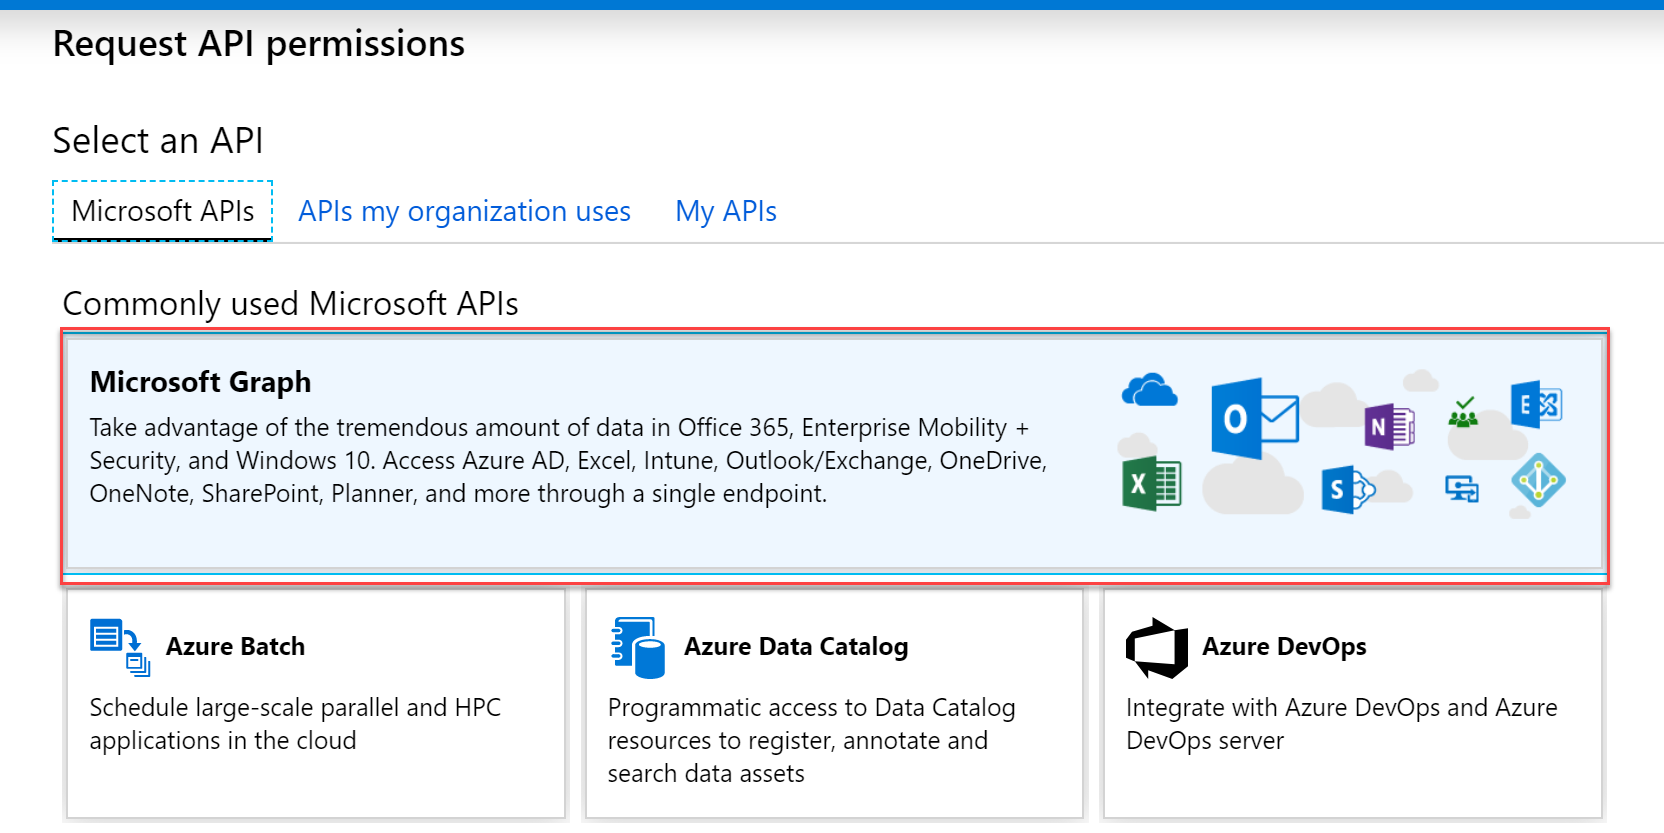 Request API permissions
Select an API
Microsoft APIs APIs my organization uses My APIs
Commonly used Microsoft APIs
Microsoft Graph
Take advantage of the tremendous amount of data in Office 365, Enterprise Mobility +
Security, and Windows 10. Access Azure AD, Excel, Intune, Outlook/Exchange, OneDrive,
OneNote, SharePoint, Planner, and more through a single endpoint.
O
N
E
X
S
Azure Batch
Schedule large-scale parallel and HPC
applications in the cloud
Azure Data Catalog
Programmatic access to Data Catalog
resources to register, annotate and
search data assets
Azure DevOps
Integrate with Azure DevOps and Azure
DevOps server